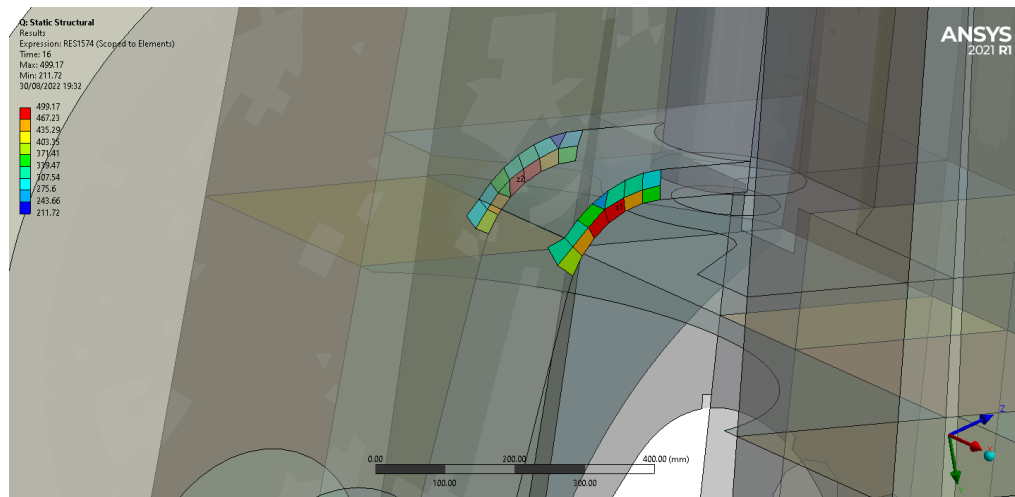 Q: Static Structural
Results
Expression: RES1574 (Scoped to Elements)
Time: 16
Max: 499.17
Min: 211.72
30/08/2022 19:32
ANSYS
2021 R1
499.17
467.23
435.29
403.35
371.41
339.47
307.54
275.6
243.66
211.72
z2
z1
0.00 200.00 400.00 (mm)
100.00 300.00
Z
X
Y